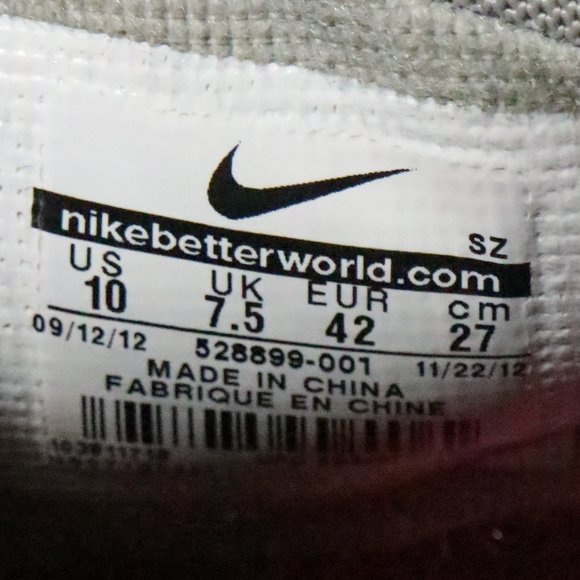 SZ
nikebetterworld.com
US UK EUR cm
10 7.5 42 27
09/12/12 528899-001 11/22/12
MADE IN CHINA
FABRIQUE EN CHINE